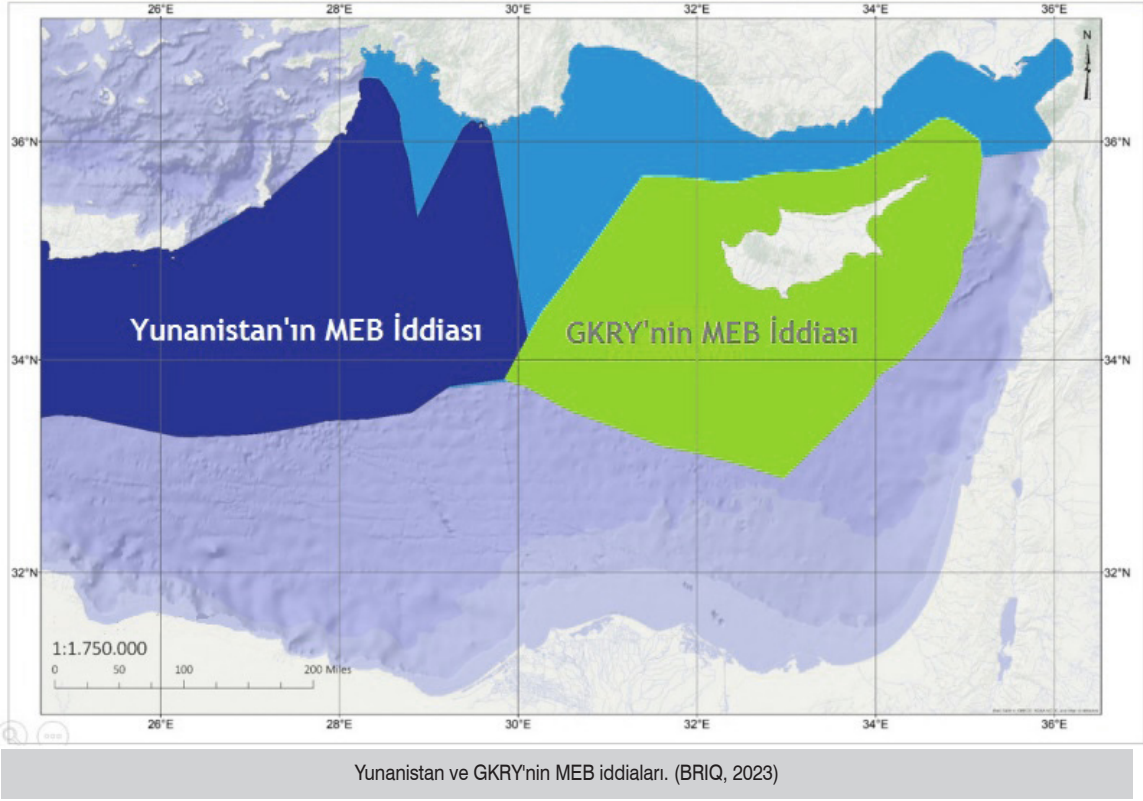 26°E 28°E 30°E 32°E 34°E 36°E
N
36°N 36°N
Yunanistan'ın MEB İddiası GKRY'nin MEB İddiası
34°N 34°N
32°N 32°N
1:1.750.000
0 50 100 200 Miles
26°E 28°E 30°E 32°E 34°E 36°E
Yunanistan ve GKRY'nin MEB iddiaları. (BRIQ, 2023)